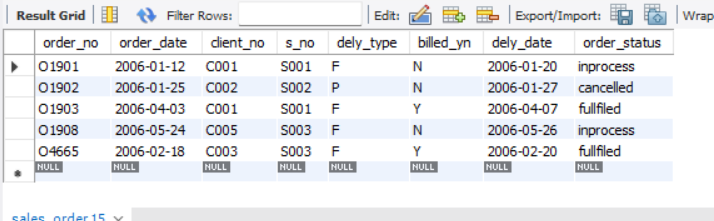 Result Grid Filter Rows: Edit: Export/Import: Wrap
order_no order_date client_no s_no dely_type billed_yn dely_date order_status
O1901 2006-01-12 C001 S001 F N 2006-01-20 inprocess
O1902 2006-01-25 C002 S002 P N 2006-01-27 cancelled
O1903 2006-04-03 C001 S001 F Y 2006-04-07 fullfiled
O1908 2006-05-24 C005 S003 F N 2006-05-26 inprocess
O4665 2006-02-18 C003 S003 F Y 2006-02-20 fullfiled
NULL NULL NULL NULL NULL NULL NULL NULL
sales_order15